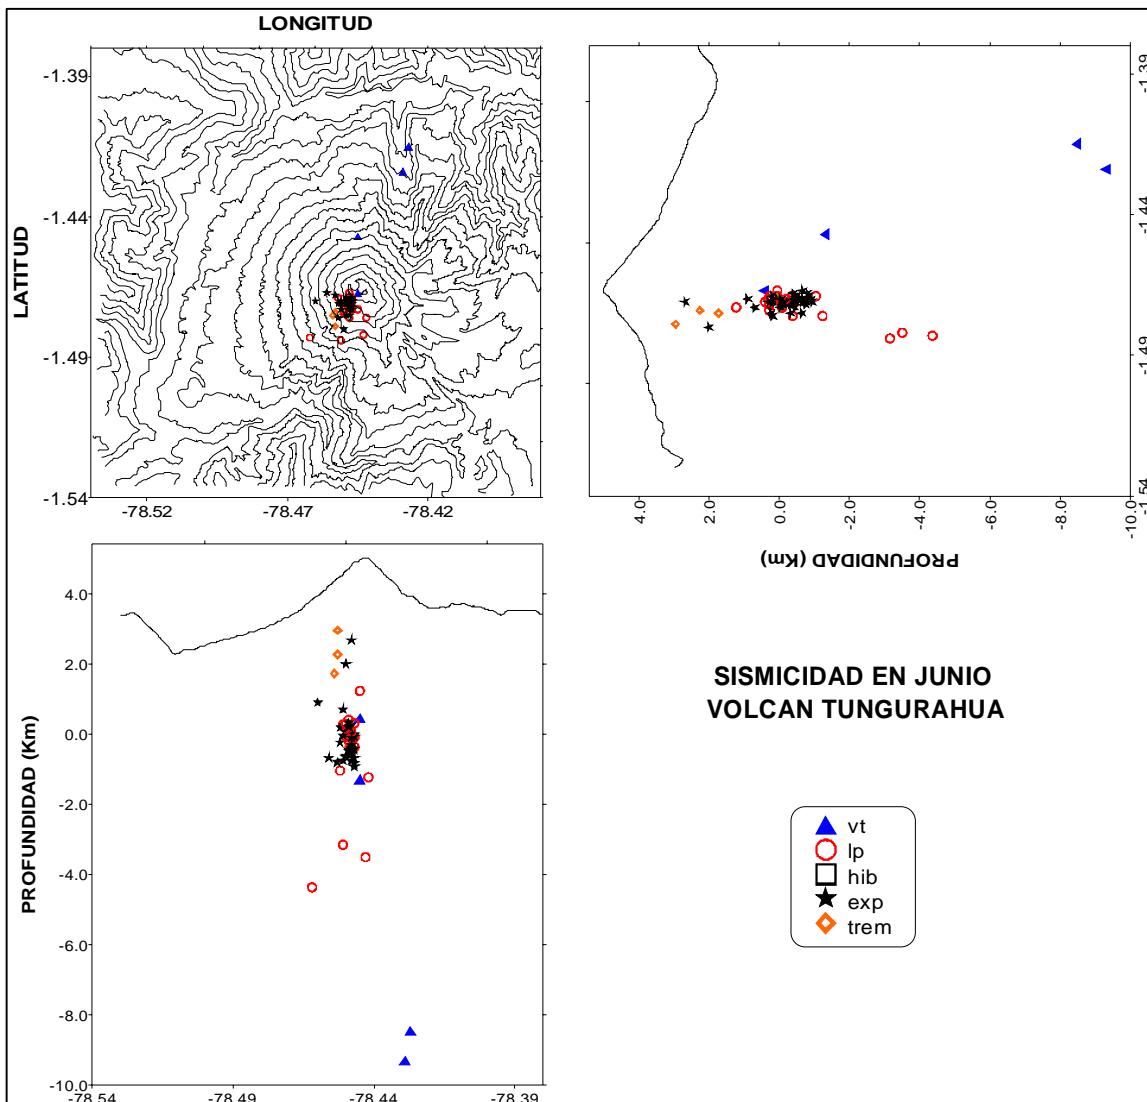 LONGITUD
LATITUD
-1.39
-1.44
-1.49
-1.54
-78.52
-78.47
-78.42
-1.39
-1.44
-1.49
-1.54
4.0
2.0
0.0
-2.0
-4.0
-6.0
-8.0
-10.0
PROFUNDIDAD (Km)
PROFUNDIDAD (Km)
4.0
2.0
0.0
-2.0
-4.0
-6.0
-8.0
-10.0
-78.54
-78.49
-78.44
-78.39
SISMICIDAD EN JUNIO
VOLCAN TUNGURAHUA
vt
lp
hib
exp
trem